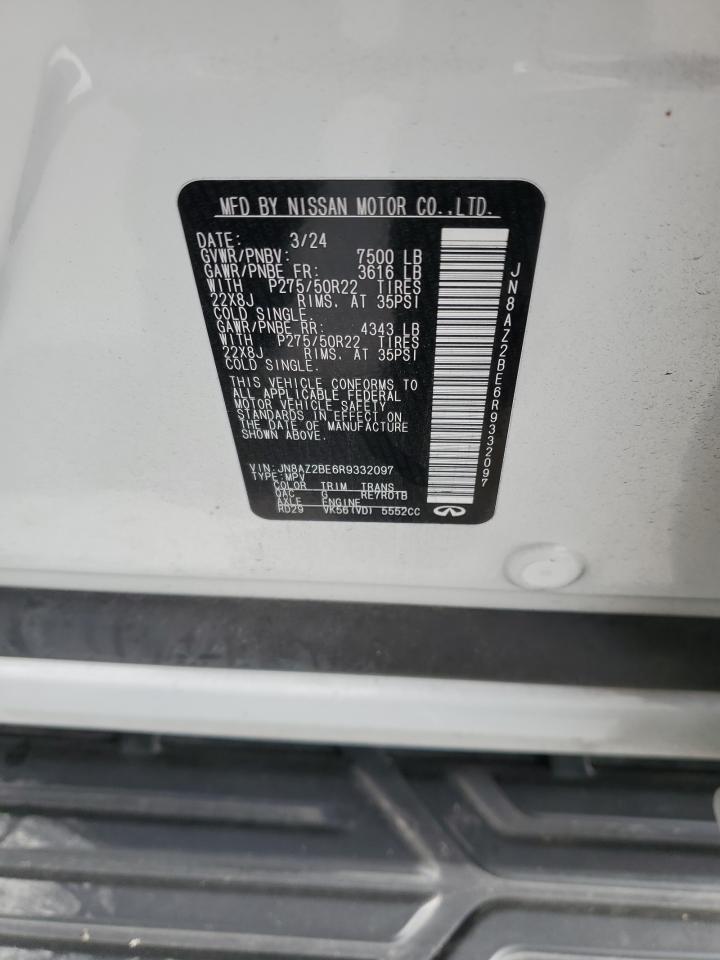 MFD BY NISSAN MOTOR CO.,LTD.
DATE: 3/24
GVWR/PNBV: 7500 LB
GAWR/PNBE FR: 3616 LB
WITH P275/50R22 TIRES
22X8J RIMS. AT 35PSI
COLD SINGLE.
GAWR/PNBE RR: 4343 LB
WITH P275/50R22 TIRES
22X8J RIMS. AT 35PSI
COLD SINGLE.
THIS VEHICLE CONFORMS TO
ALL APPLICABLE FEDERAL
MOTOR VEHICLE SAFETY
STANDARDS IN EFFECT ON
THE DATE OF MANUFACTURE
SHOWN ABOVE.
VIN:JN8AZ2BE6R9332097
TYPE:MPV
COLOR TRIM TRANS
QAC G RE7R01B
AXLE ENGINE
RD29 VK56(VD) 5552CC
JN8AZ2BE6R9332097